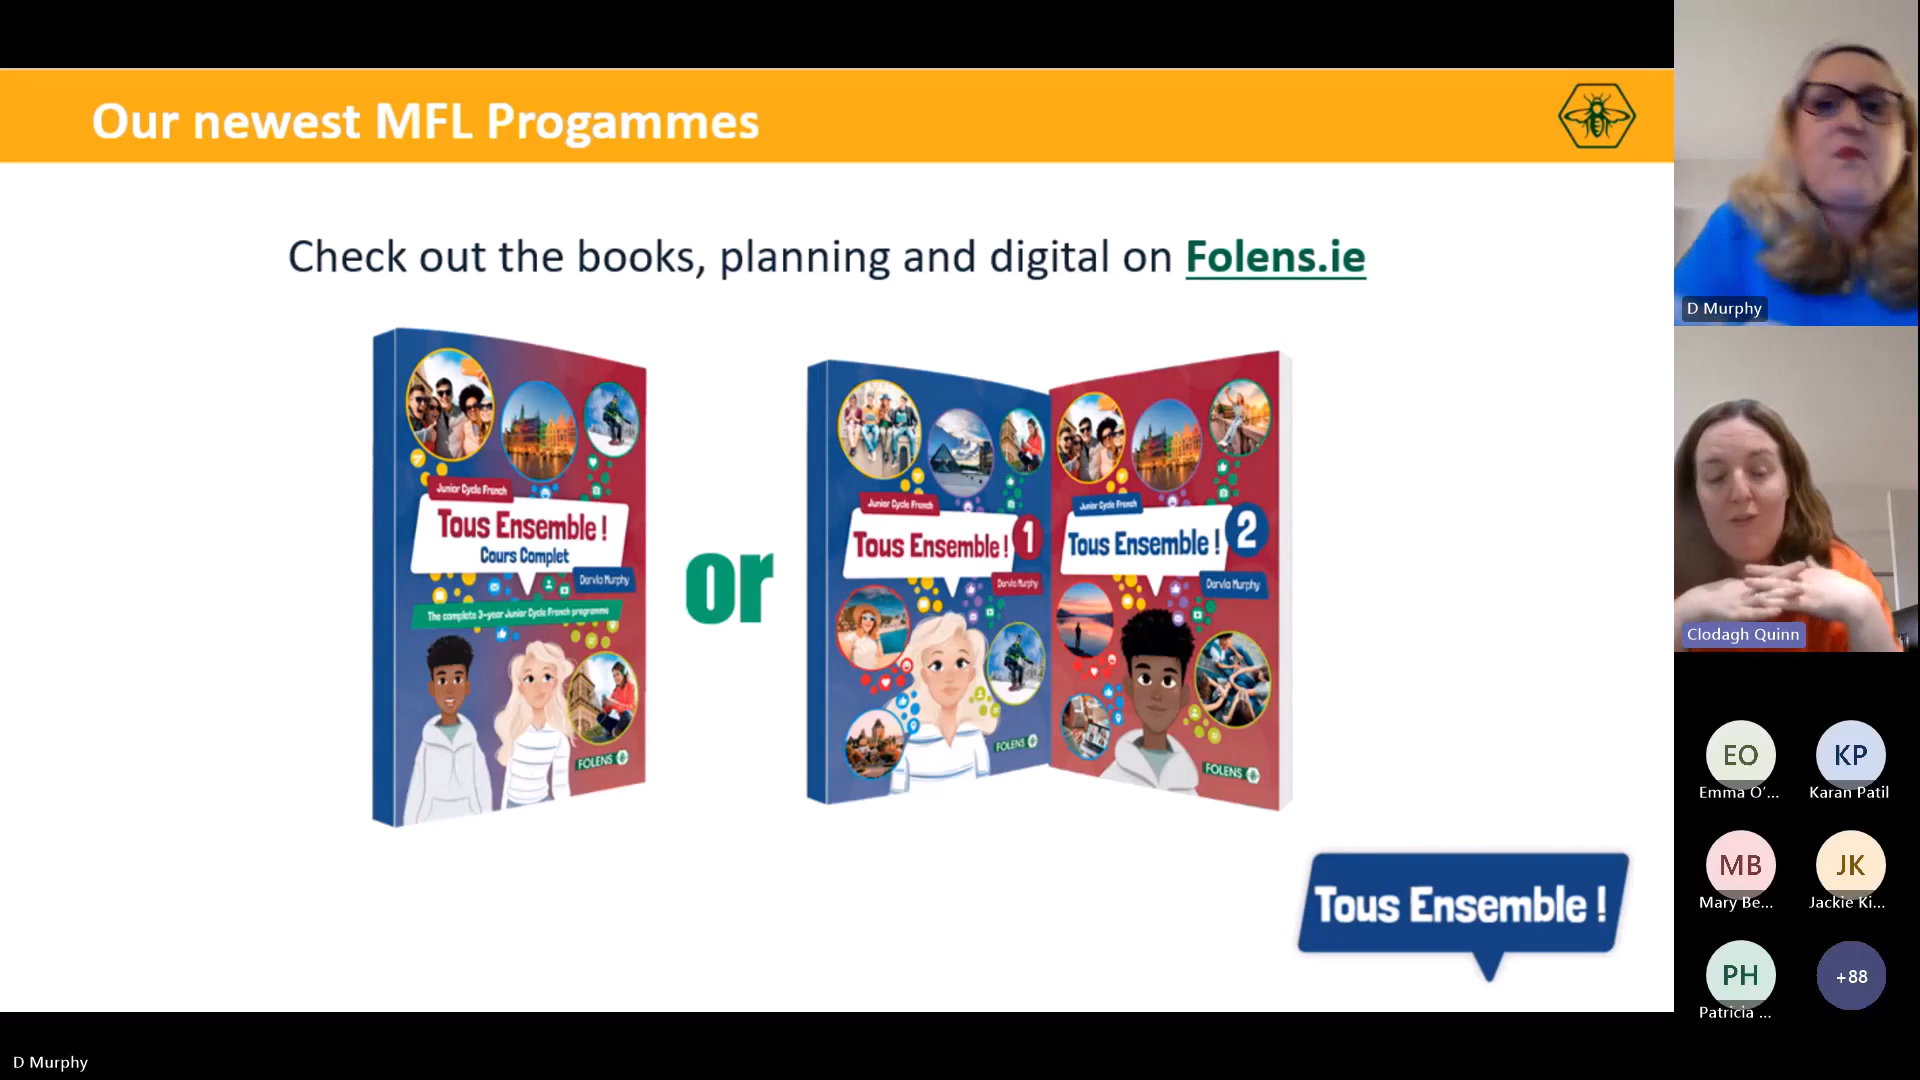 Our newest MFL Progammes
Check out the books, planning and digital on Folens.ie
Junior Cycle French
Tous Ensemble !
Cours Complet
Darvla Murphy
The complete 3-year Junior Cycle French programme
FOLENS
or
Junior Cycle French
Tous Ensemble ! 1
Darvla Murphy
FOLENS
Junior Cycle French
Tous Ensemble ! 2
Darvla Murphy
FOLENS
Tous Ensemble !
D Murphy
Clodagh Quinn
EO
Emma O'...
KP
Karan Patil
MB
Mary Be...
JK
Jackie Ki...
PH
Patricia ...
+88
D Murphy